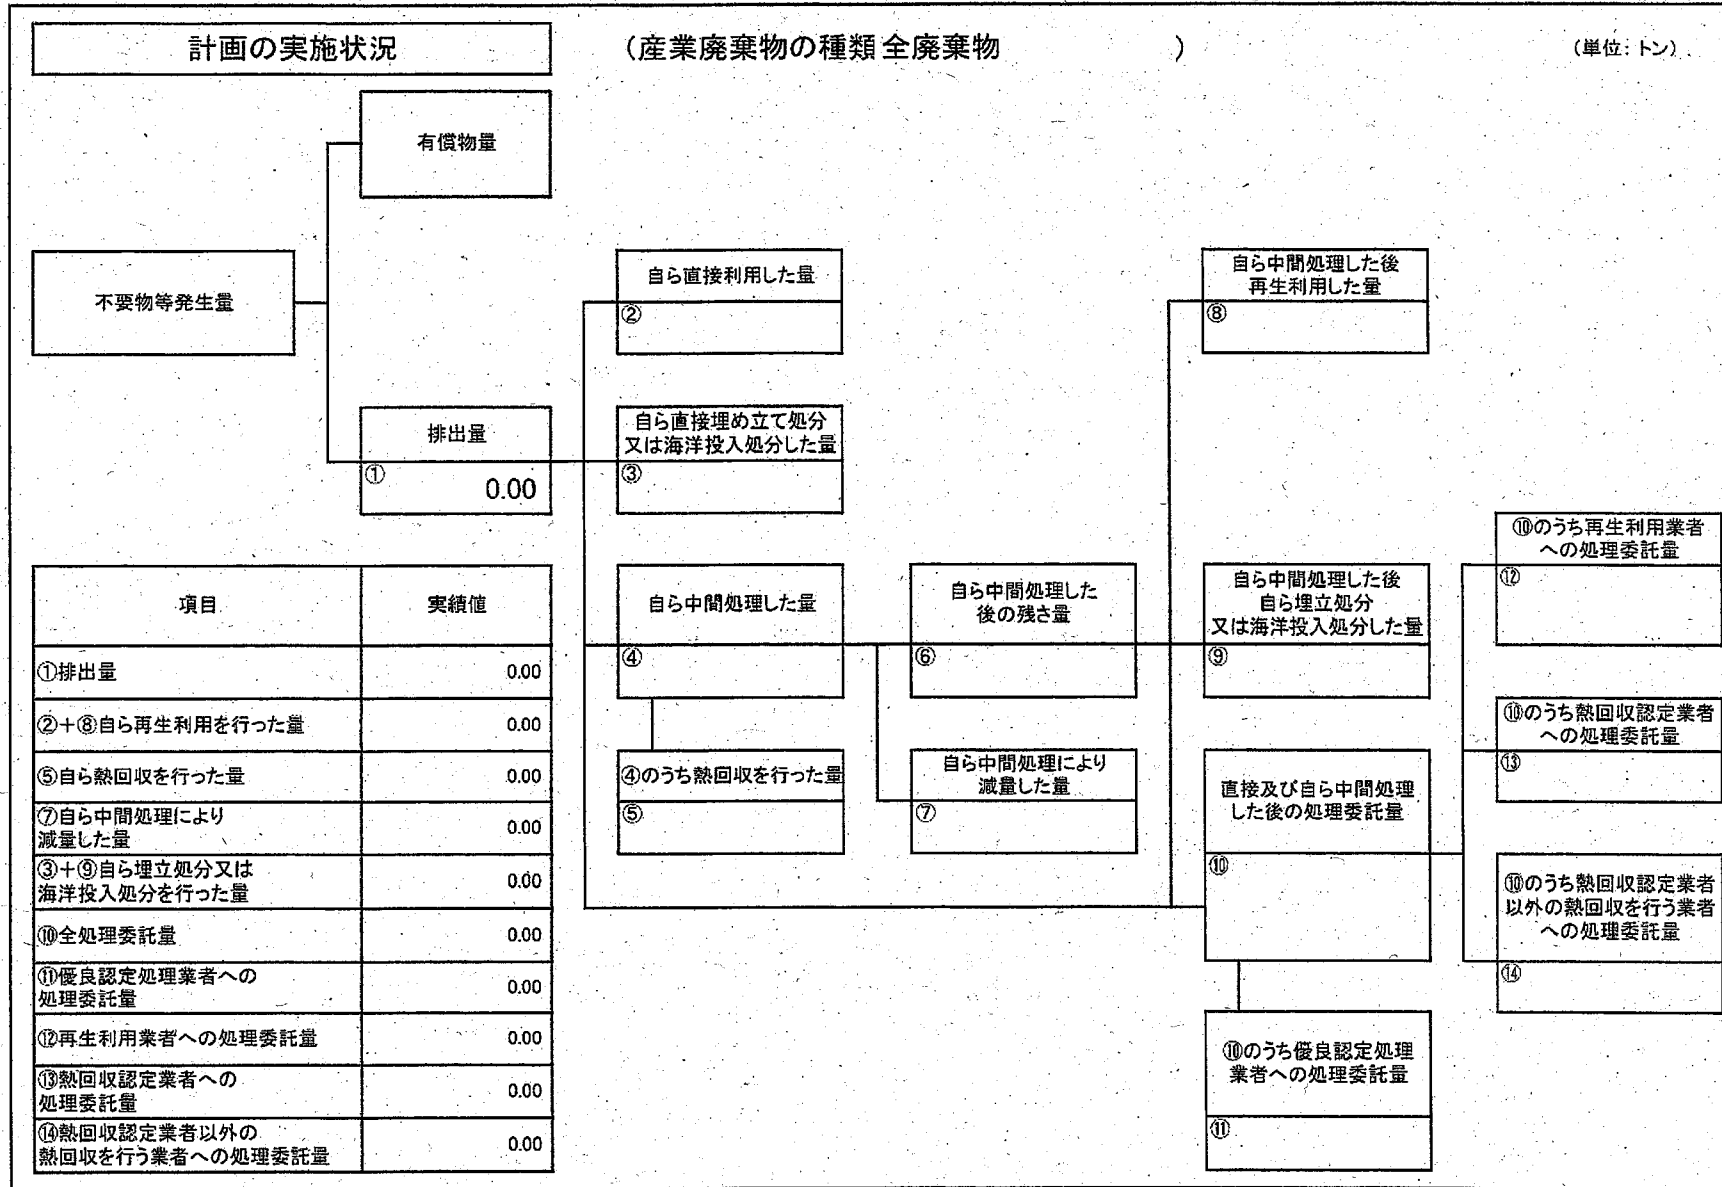 計画の実施状況
（産業廃棄物の種類 全廃棄物　　　　　）
（単位：トン）
有償物量
不要物等発生量
自ら直接利用した量
②
自ら中間処理した後
再生利用した量
⑧
排出量
①
0.00
自ら直接埋め立て処分
又は海洋投入処分した量
③
⑩のうち再生利用業者
への処理委託量
⑫
自ら中間処理した量
④
自ら中間処理した
後の残さ量
⑥
自ら中間処理した後
自ら埋立処分
又は海洋投入処分した量
⑨
⑩のうち熱回収認定業者
への処理委託量
⑬
④のうち熱回収を行った量
⑤
自ら中間処理により
減量した量
⑦
直接及び自ら中間処理
した後の処理委託量
⑩
⑩のうち熱回収認定業者
以外の熱回収を行う業者
への処理委託量
⑭
⑩のうち優良認定処理
業者への処理委託量
⑪
項目 実績値
①排出量 0.00
②＋⑧自ら再生利用を行った量 0.00
⑤自ら熱回収を行った量 0.00
⑦自ら中間処理により
減量した量 0.00
③＋⑨自ら埋立処分又は
海洋投入処分を行った量 0.00
⑩全処理委託量 0.00
⑪優良認定処理業者への
処理委託量 0.00
⑫再生利用業者への処理委託量 0.00
⑬熱回収認定業者への
処理委託量 0.00
⑭熱回収認定業者以外の
熱回収を行う業者への処理委託量 0.00